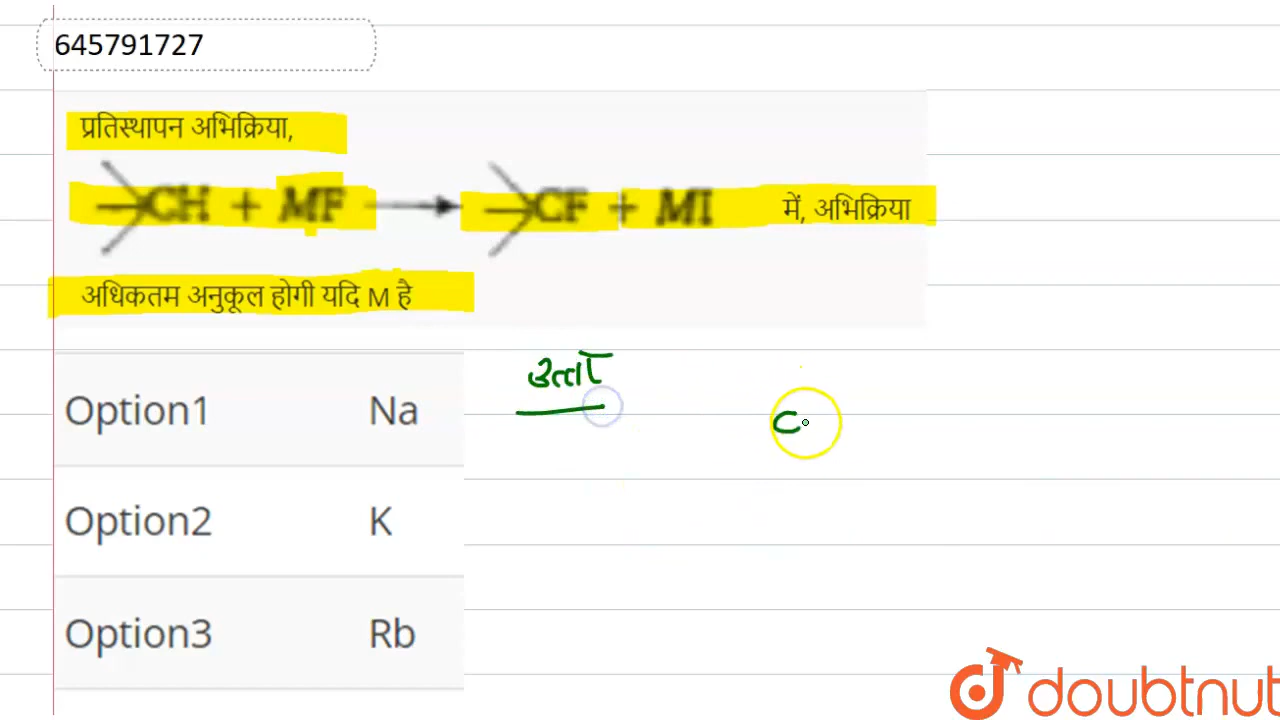 645791727
प्रतिस्थापन अभिक्रिया,
CH + MF → CF + MI में, अभिक्रिया
अधिकतम अनुकूल होगी यदि M है
Option1 Na
उत्तर
C
Option2 K
Option3 Rb
doubtnut